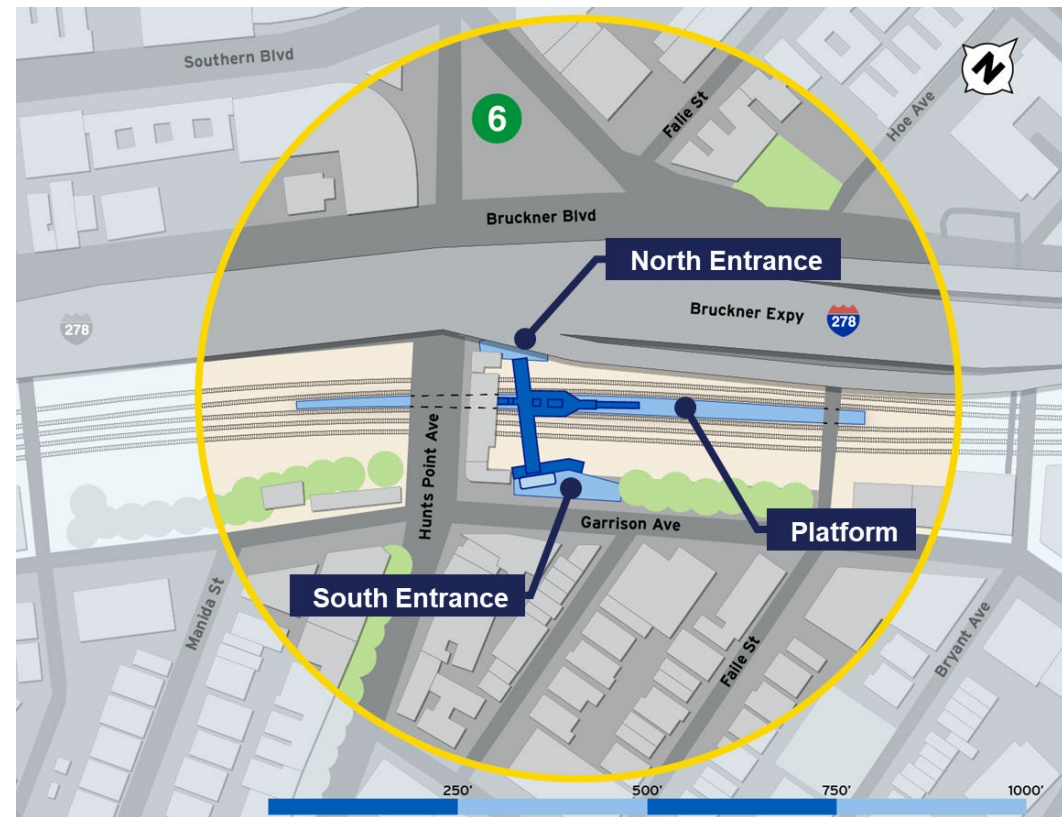 Southern Blvd
6
Faile St
Hoe Ave
N
Bruckner Blvd
North Entrance
Bruckner Expy
278
278
Hunts Point Ave
Garrison Ave
Platform
South Entrance
Manida St
Faile St
Bryant Ave
250'
500'
750'
1000'